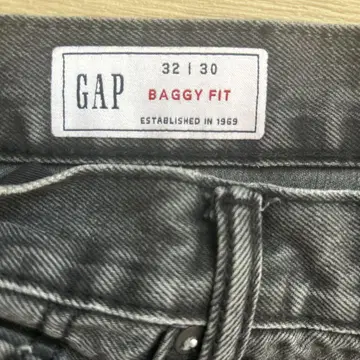 GAP
32 | 30
BAGGY FIT
ESTABLISHED IN 1969